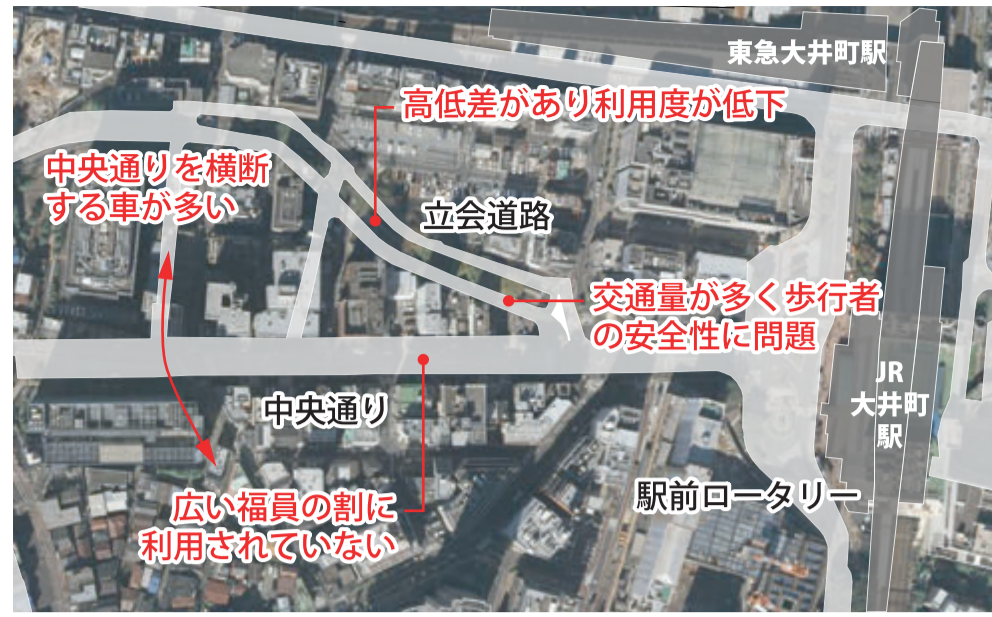 東急大井町駅
高低差があり利用度が低下
中央通りを横断
する車が多い
立会道路
交通量が多く歩行者
の安全性に問題
JR
大井町
駅
中央通り
駅前ロータリー
広い福員の割に
利用されていない